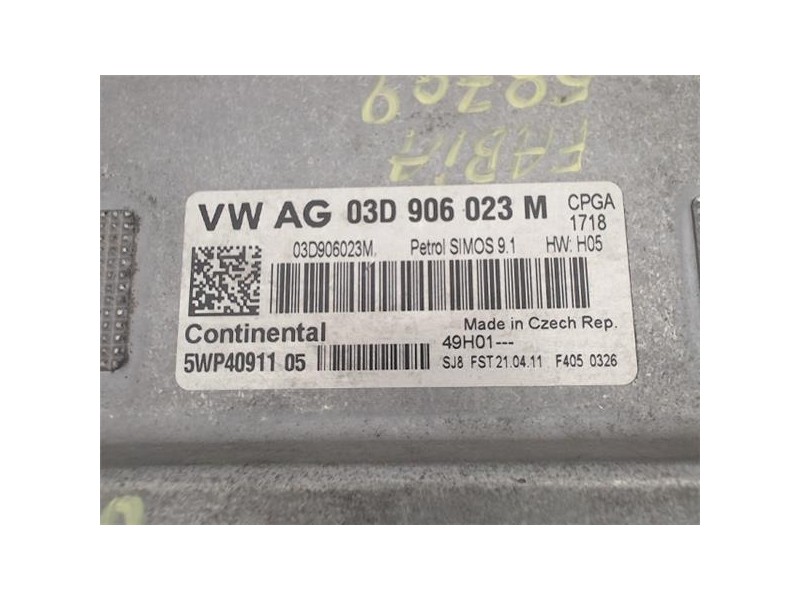 50209
FABIA
VW AG 03D 906 023 M CPGA
1718
03D906023M Petrol SIMOS 9.1 HW: H05
Continental Made in Czech Rep.
49H01---
5WP40911 05 SJ8 FST 21.04.11 F405 0326